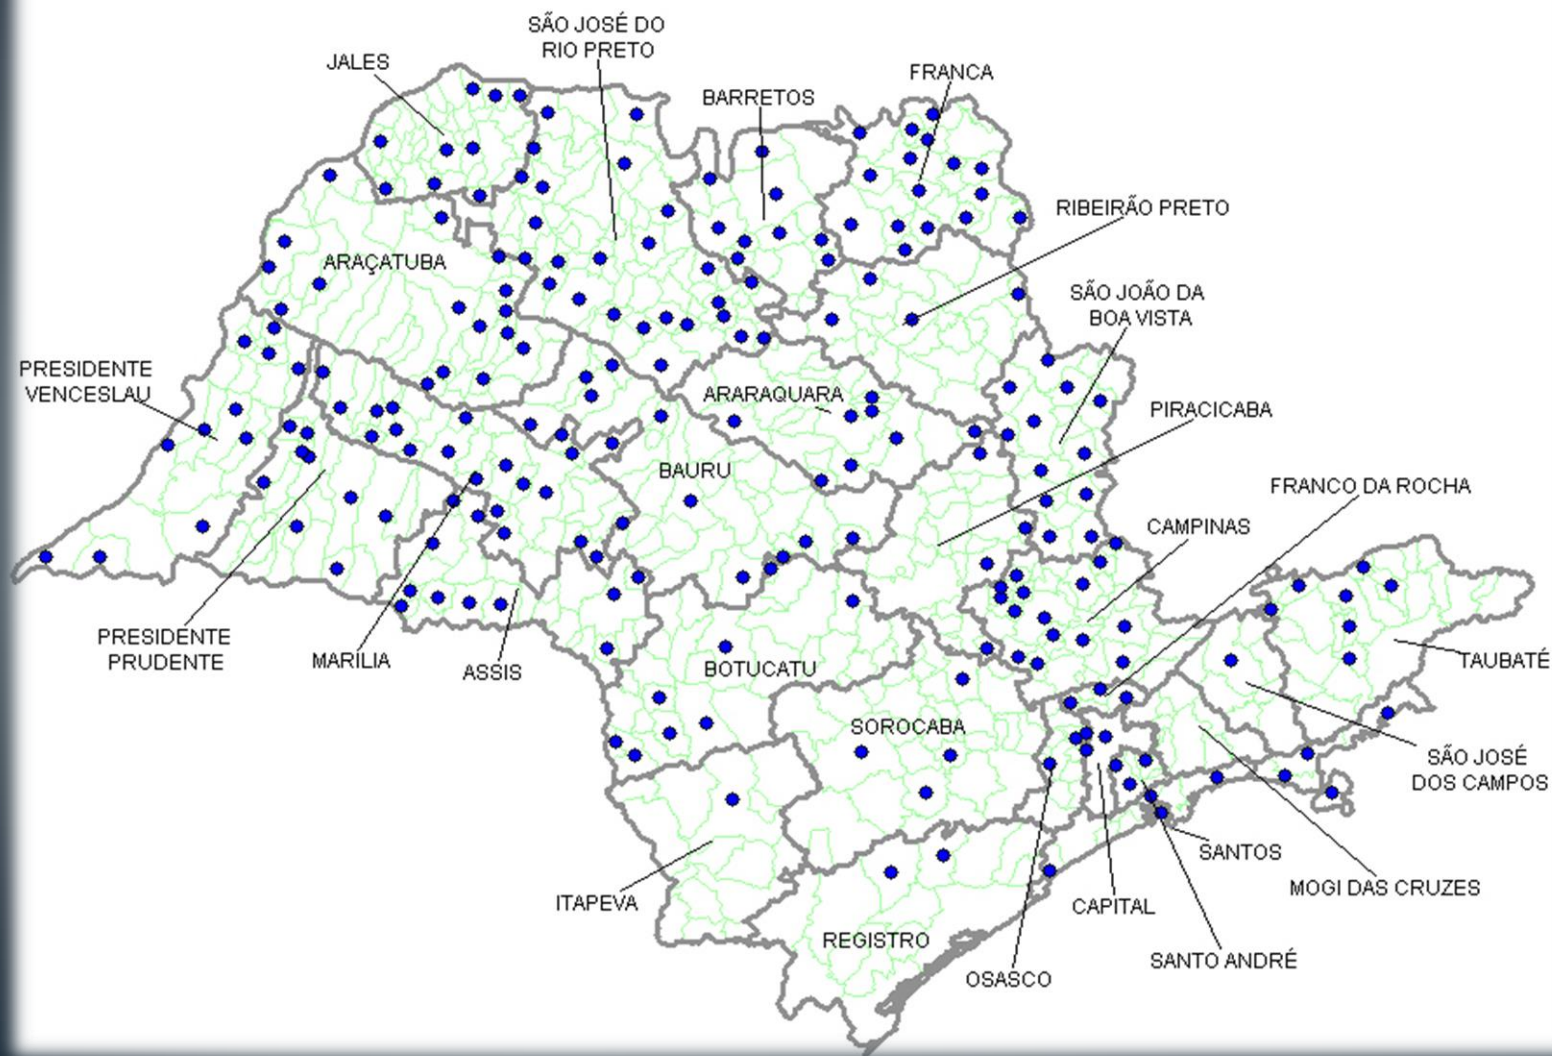 SÃO JOSÉ DO
RIO PRETO
JALES
FRANCA
BARRETOS
RIBEIRÃO PRETO
ARAÇATUBA
SÃO JOÃO DA
BOA VISTA
PRESIDENTE
VENCESLAU
ARARAQUARA
PIRACICABA
BAURU
FRANCO DA ROCHA
CAMPINAS
PRESIDENTE
PRUDENTE
MARÍLIA
ASSIS
BOTUCATU
TAUBATÉ
SOROCABA
SÃO JOSÉ
DOS CAMPOS
SANTOS
MOGI DAS CRUZES
ITAPEVA
CAPITAL
REGISTRO
SANTO ANDRÉ
OSASCO